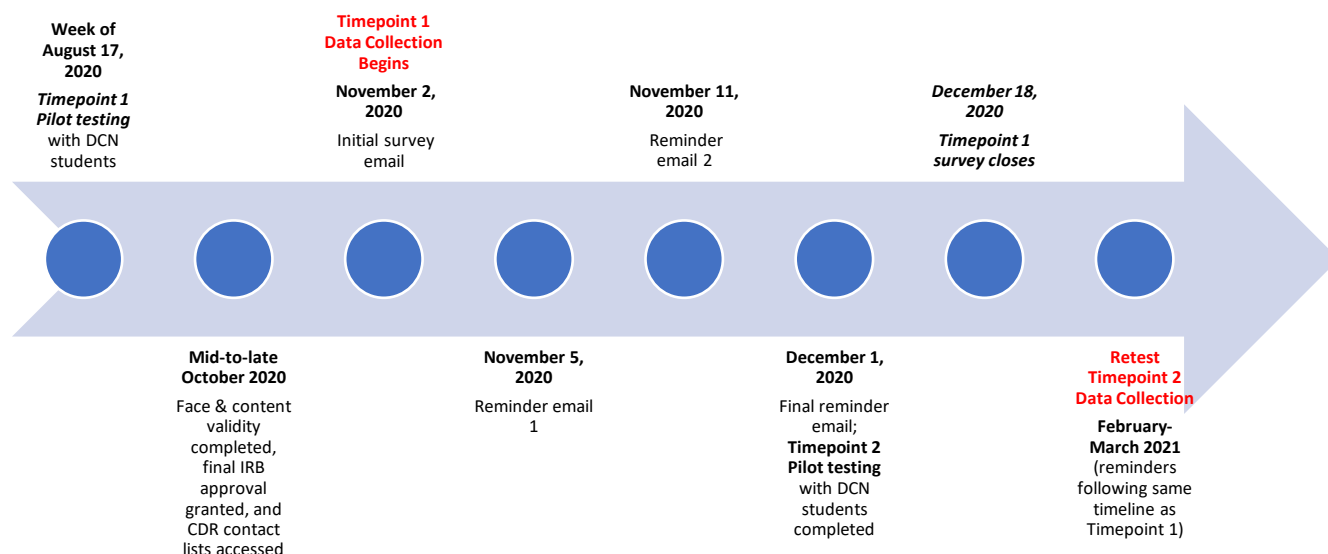 Week of
August 17,
2020
Timepoint 1
Pilot testing
with DCN
students
Mid-to-late
October 2020
Face & content
validity
completed,
final IRB
approval
granted, and
CDR contact
lists accessed
Timepoint 1
Data Collection
Begins
November 2,
2020
Initial survey
email
November 5,
2020
Reminder email
1
November 11,
2020
Reminder
email 2
December 1,
2020
Final reminder
email;
Timepoint 2
Pilot testing
with DCN
students
completed
December 18,
2020
Timepoint 1
survey closes
Retest
Timepoint 2
Data Collection
February-
March 2021
(reminders
following same
timeline as
Timepoint 1)